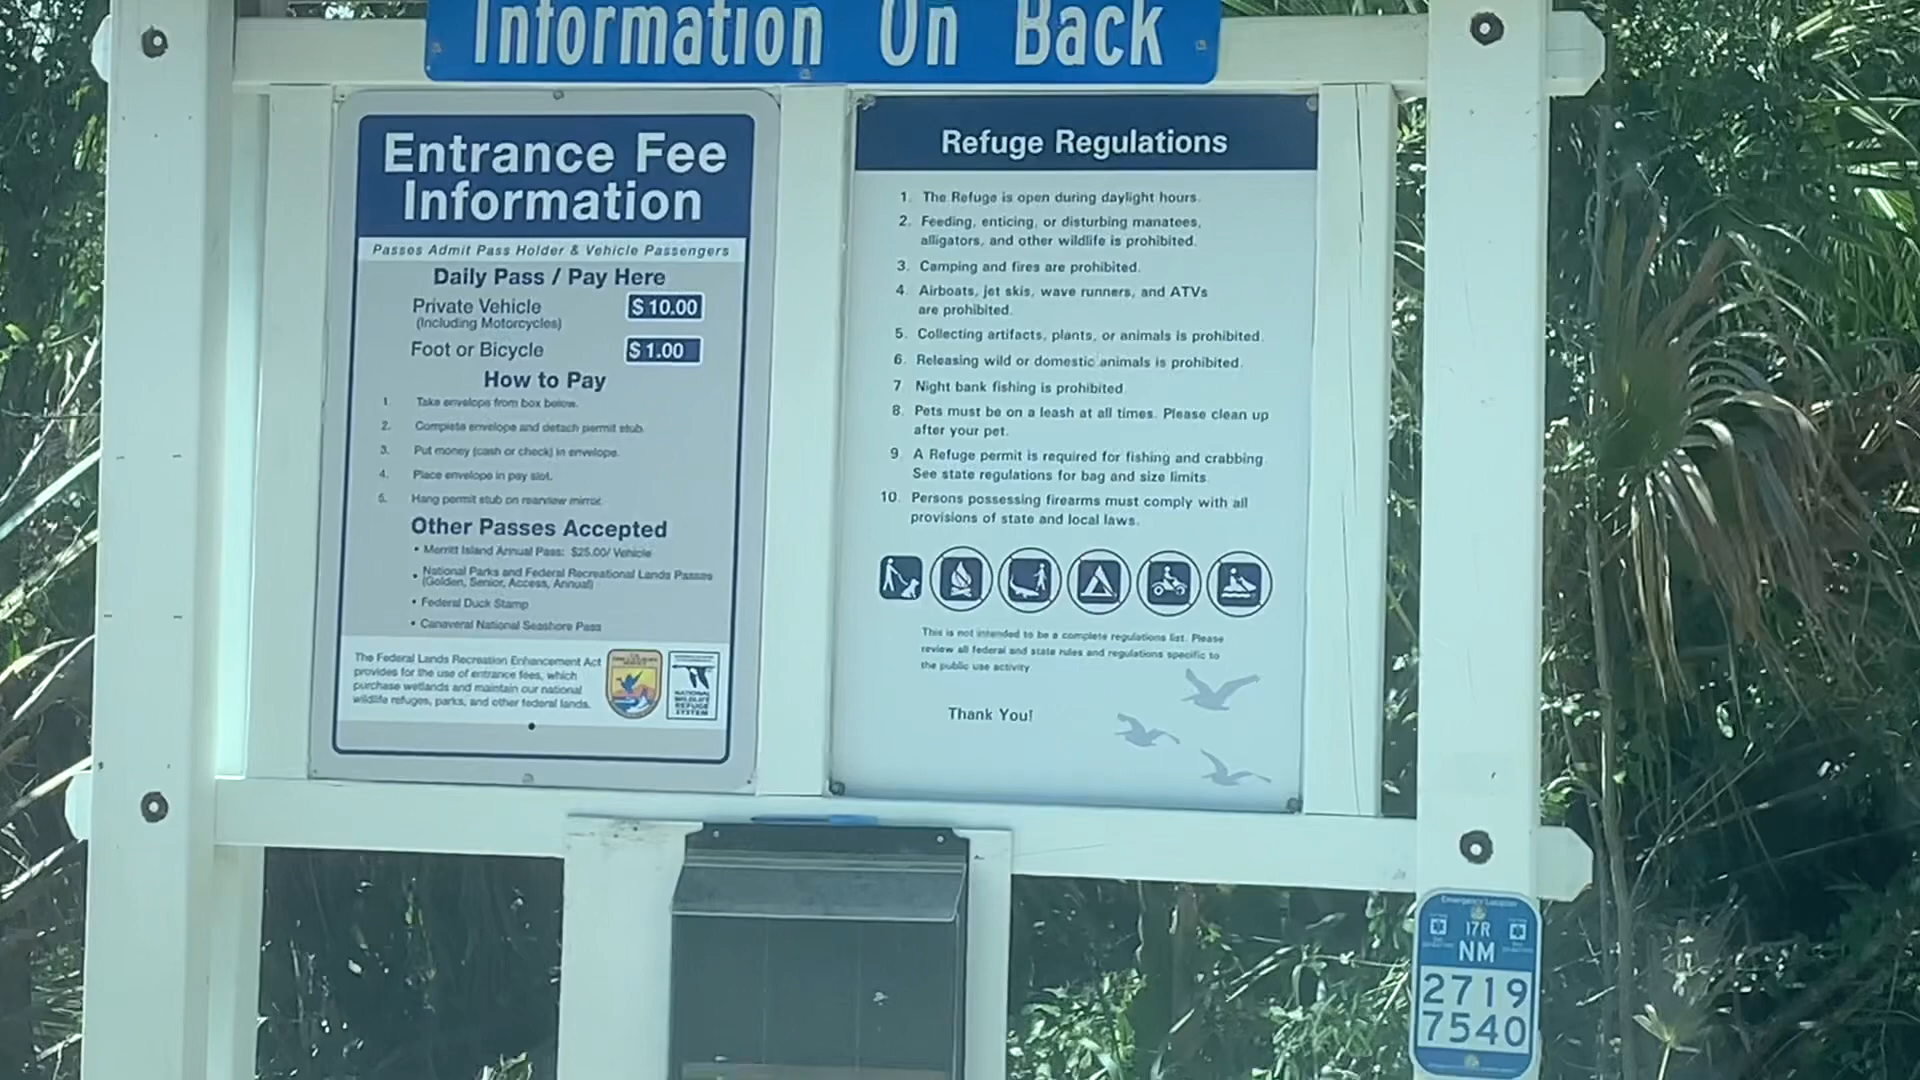 Information On Back
Entrance Fee
Information
Passes Admit Pass Holder & Vehicle Passengers
Daily Pass / Pay Here
Private Vehicle $10.00
(Including Motorcycles)
Foot or Bicycle $1.00
How to Pay
1. Take envelope from box below.
2. Complete envelope and detach permit stub.
3. Put money (cash or check) in envelope.
4. Place envelope in pay slot.
5. Hang permit stub on rearview mirror.
Other Passes Accepted
• Merritt Island Annual Pass: $25.00/ Vehicle
• National Parks and Federal Recreational Lands Passes
(Golden, Senior, Access, Annual)
• Federal Duck Stamp
• Canaveral National Seashore Pass
The Federal Lands Recreation Enhancement Act
provides for the use of entrance fees, which
purchase wetlands and maintain our national
wildlife refuges, parks, and other federal lands.
NATIONAL
WILDLIFE
REFUGE
SYSTEM
Refuge Regulations
1. The Refuge is open during daylight hours.
2. Feeding, enticing, or disturbing manatees,
alligators, and other wildlife is prohibited.
3. Camping and fires are prohibited.
4. Airboats, jet skis, wave runners, and ATVs
are prohibited.
5. Collecting artifacts, plants, or animals is prohibited.
6. Releasing wild or domestic animals is prohibited.
7. Night bank fishing is prohibited.
8. Pets must be on a leash at all times. Please clean up
after your pet.
9. A Refuge permit is required for fishing and crabbing.
See state regulations for bag and size limits.
10. Persons possessing firearms must comply with all
provisions of state and local laws.
This is not intended to be a complete regulations list. Please
review all federal and state rules and regulations specific to
the public use activity.
Thank You!
Emergency Location
17R
NM
2719
7540